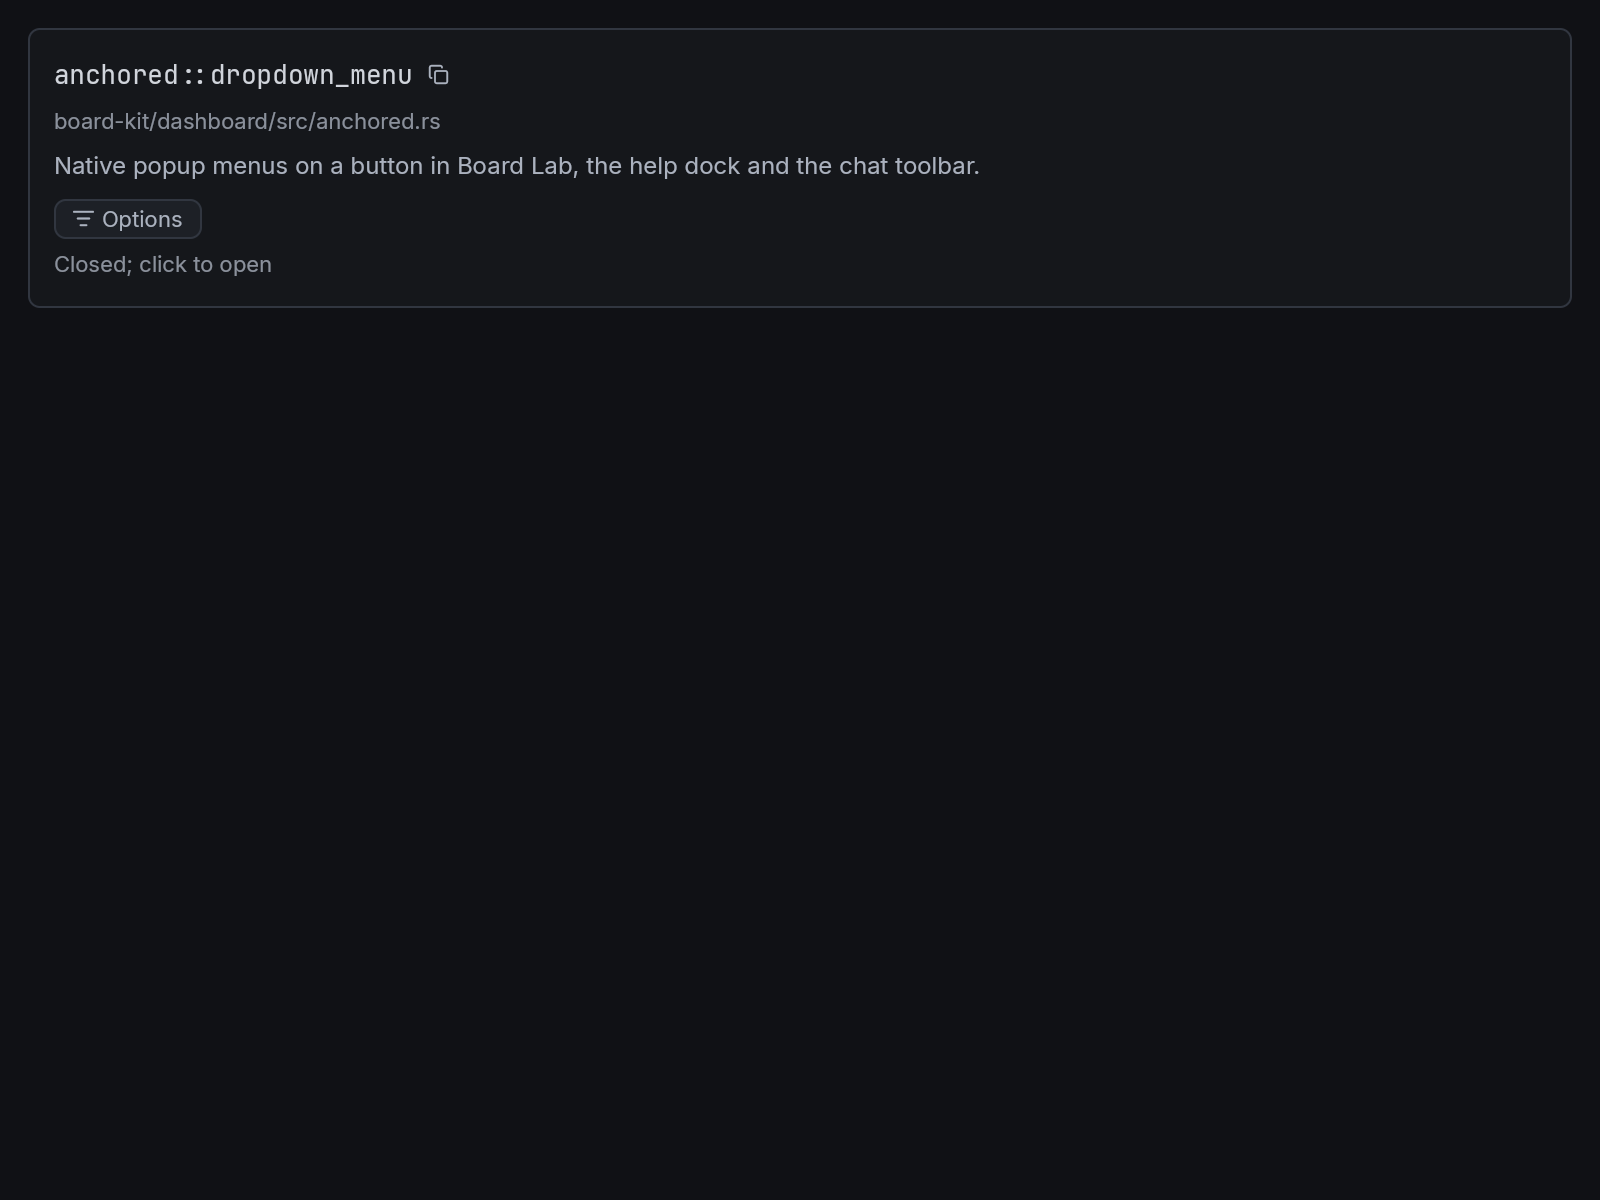 anchored::dropdown_menu
board-kit/dashboard/src/anchored.rs
Native popup menus on a button in Board Lab, the help dock and the chat toolbar.
Options
Closed; click to open